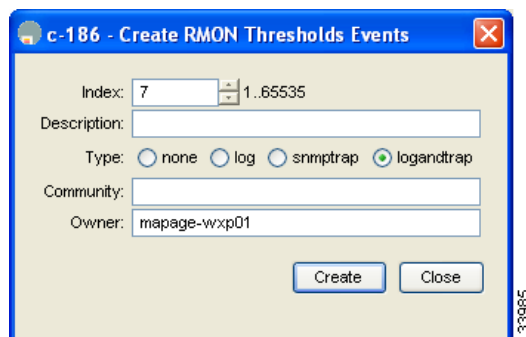 c-186 - Create RMON Thresholds Events
Index: 7 1..65535
Description:
Type: none log snmptrap logandtrap
Community:
Owner: mapage-wxp01
Create Close
33985